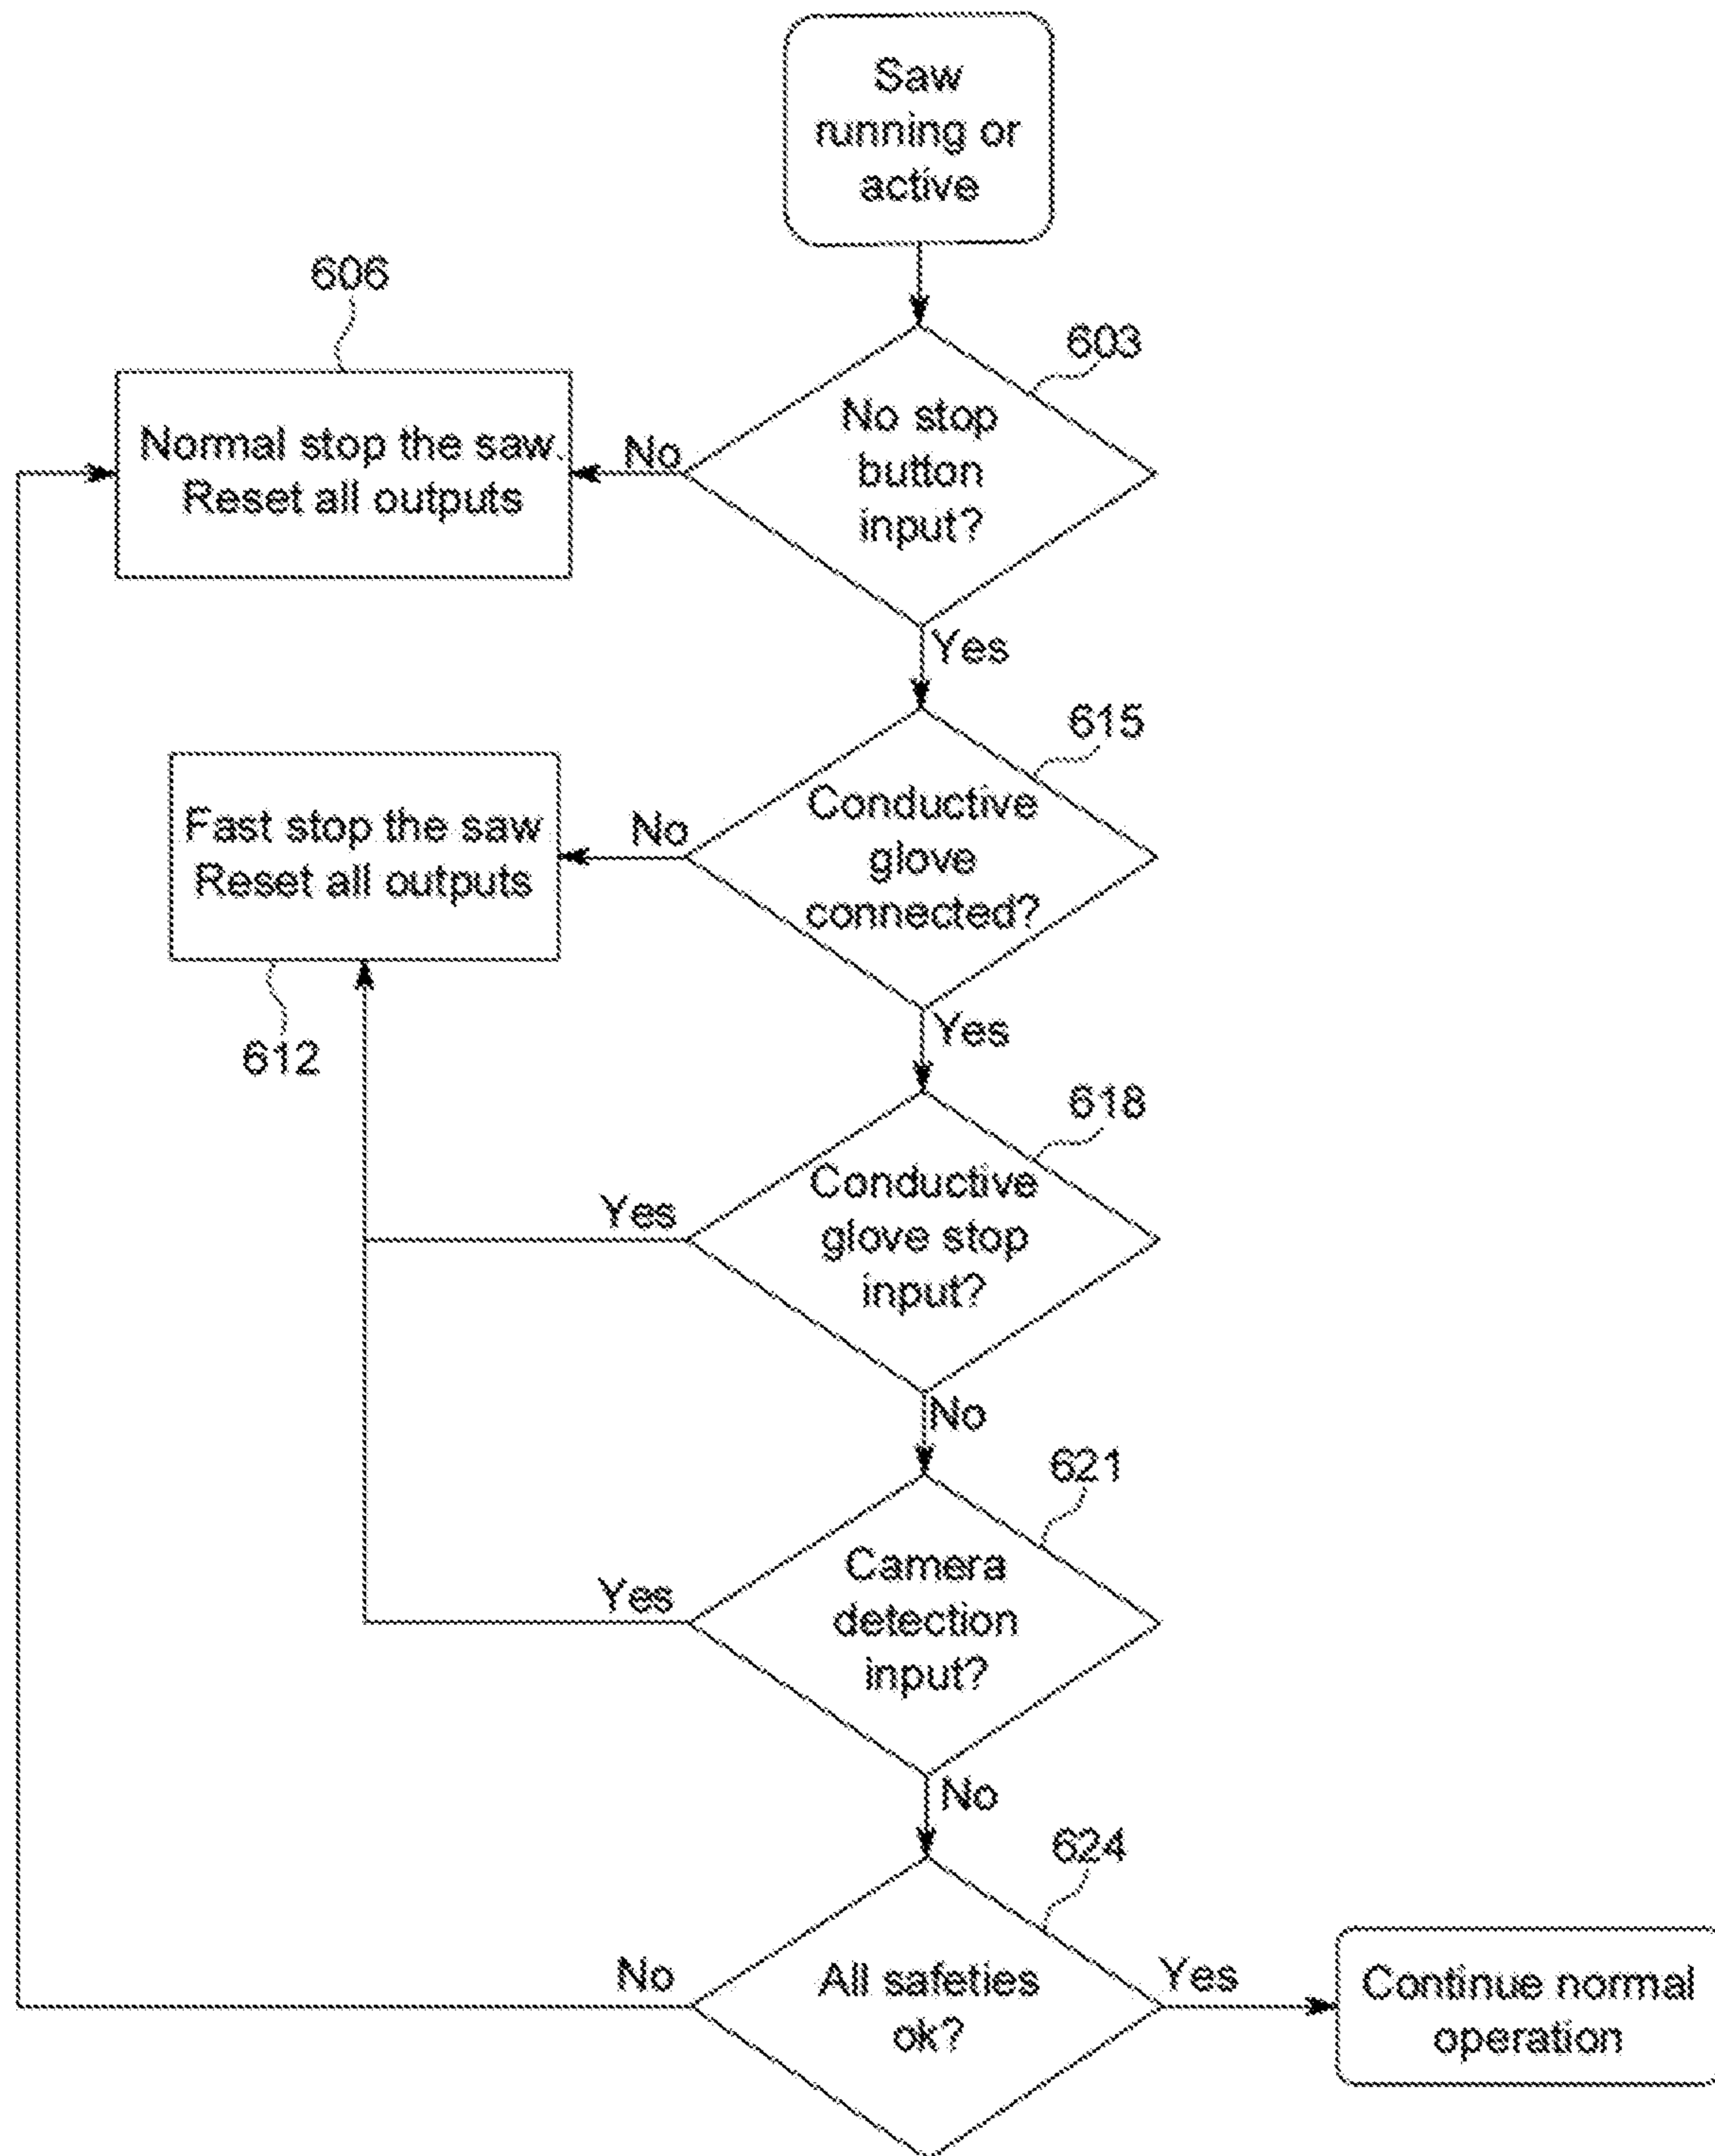 Saw
running or
active
606
603
Normal stop the saw.
Reset all outputs
No
No stop
button
input?
Yes
615
Fast stop the saw
Reset all outputs
No
Conductive
glove
connected?
612
Yes
618
Yes
Conductive
glove stop
input?
No
621
Yes
Camera
detection
input?
No
624
No
All safeties
ok?
Yes
Continue normal
operation